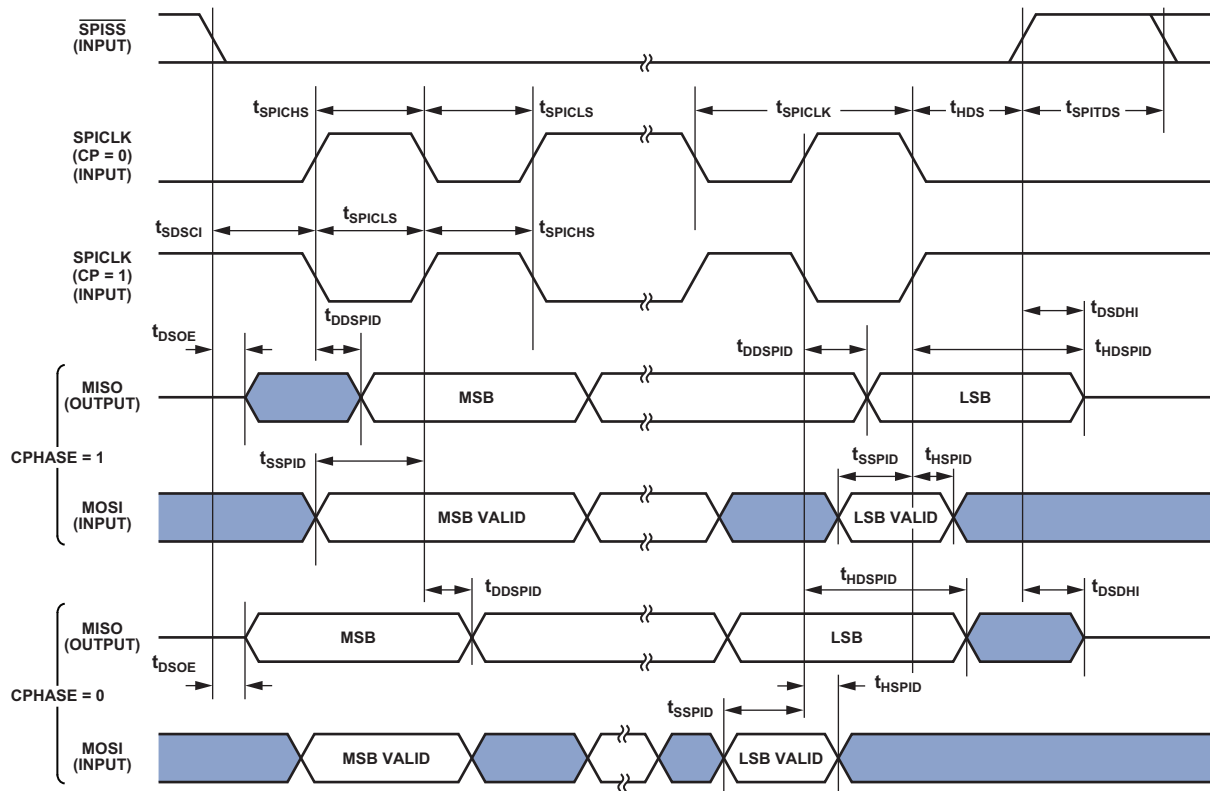 SPISS
(INPUT)
tSPICHS
tSPICLS
tSPICLK
tHDS
tSPITDS
SPICLK
(CP = 0)
(INPUT)
tSDSCI
tSPICLS
tSPICHS
SPICLK
(CP = 1)
(INPUT)
tDSOE
tDDSPID
tDDSPID
tDSDHI
tHDSPID
MISO
(OUTPUT)
MSB
LSB
CPHASE = 1
tSSPID
tSSPID
tHSPID
MOSI
(INPUT)
MSB VALID
LSB VALID
tDDSPID
tHDSPID
tDSDHI
MISO
(OUTPUT)
MSB
LSB
tDSOE
CPHASE = 0
tSSPID
tHSPID
MOSI
(INPUT)
MSB VALID
LSB VALID